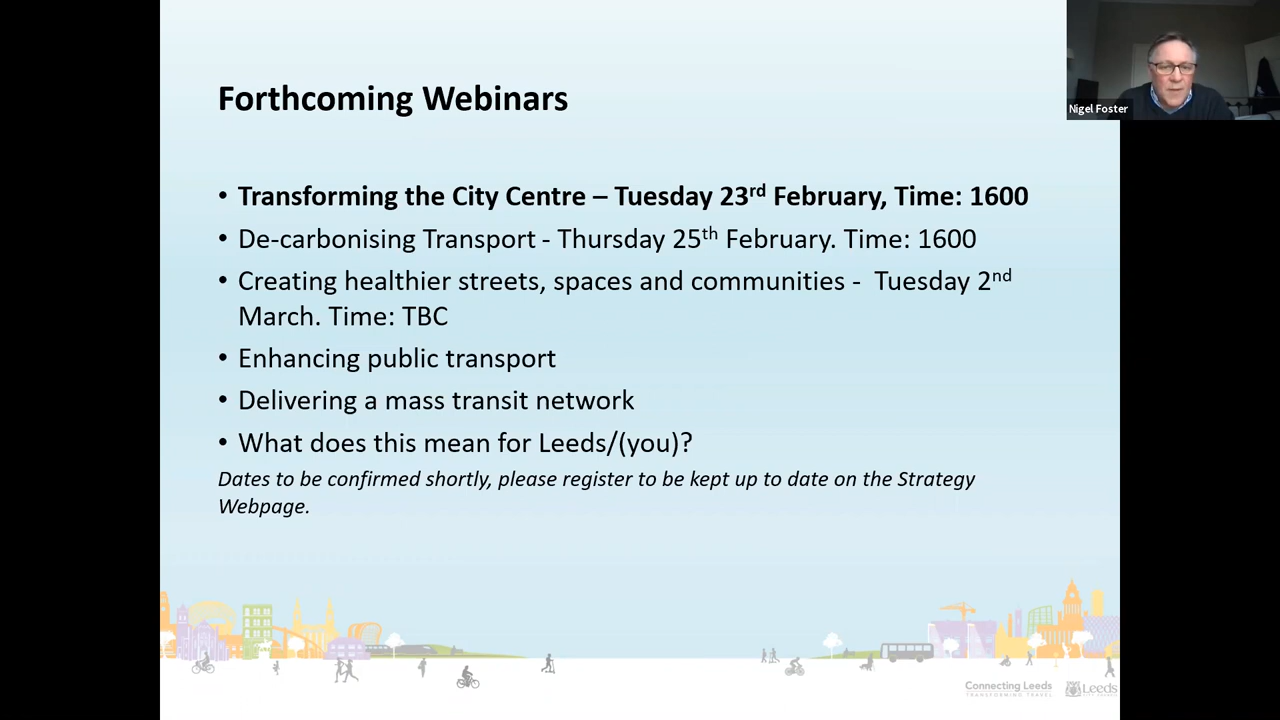 Forthcoming Webinars
Nigel Foster
• Transforming the City Centre – Tuesday 23rd February, Time: 1600
• De-carbonising Transport - Thursday 25th February. Time: 1600
• Creating healthier streets, spaces and communities -  Tuesday 2nd
March. Time: TBC
• Enhancing public transport
• Delivering a mass transit network
• What does this mean for Leeds/(you)?
Dates to be confirmed shortly, please register to be kept up to date on the Strategy
Webpage.
Connecting Leeds
TRANSFORMING TRAVEL
Leeds
CITY COUNCIL